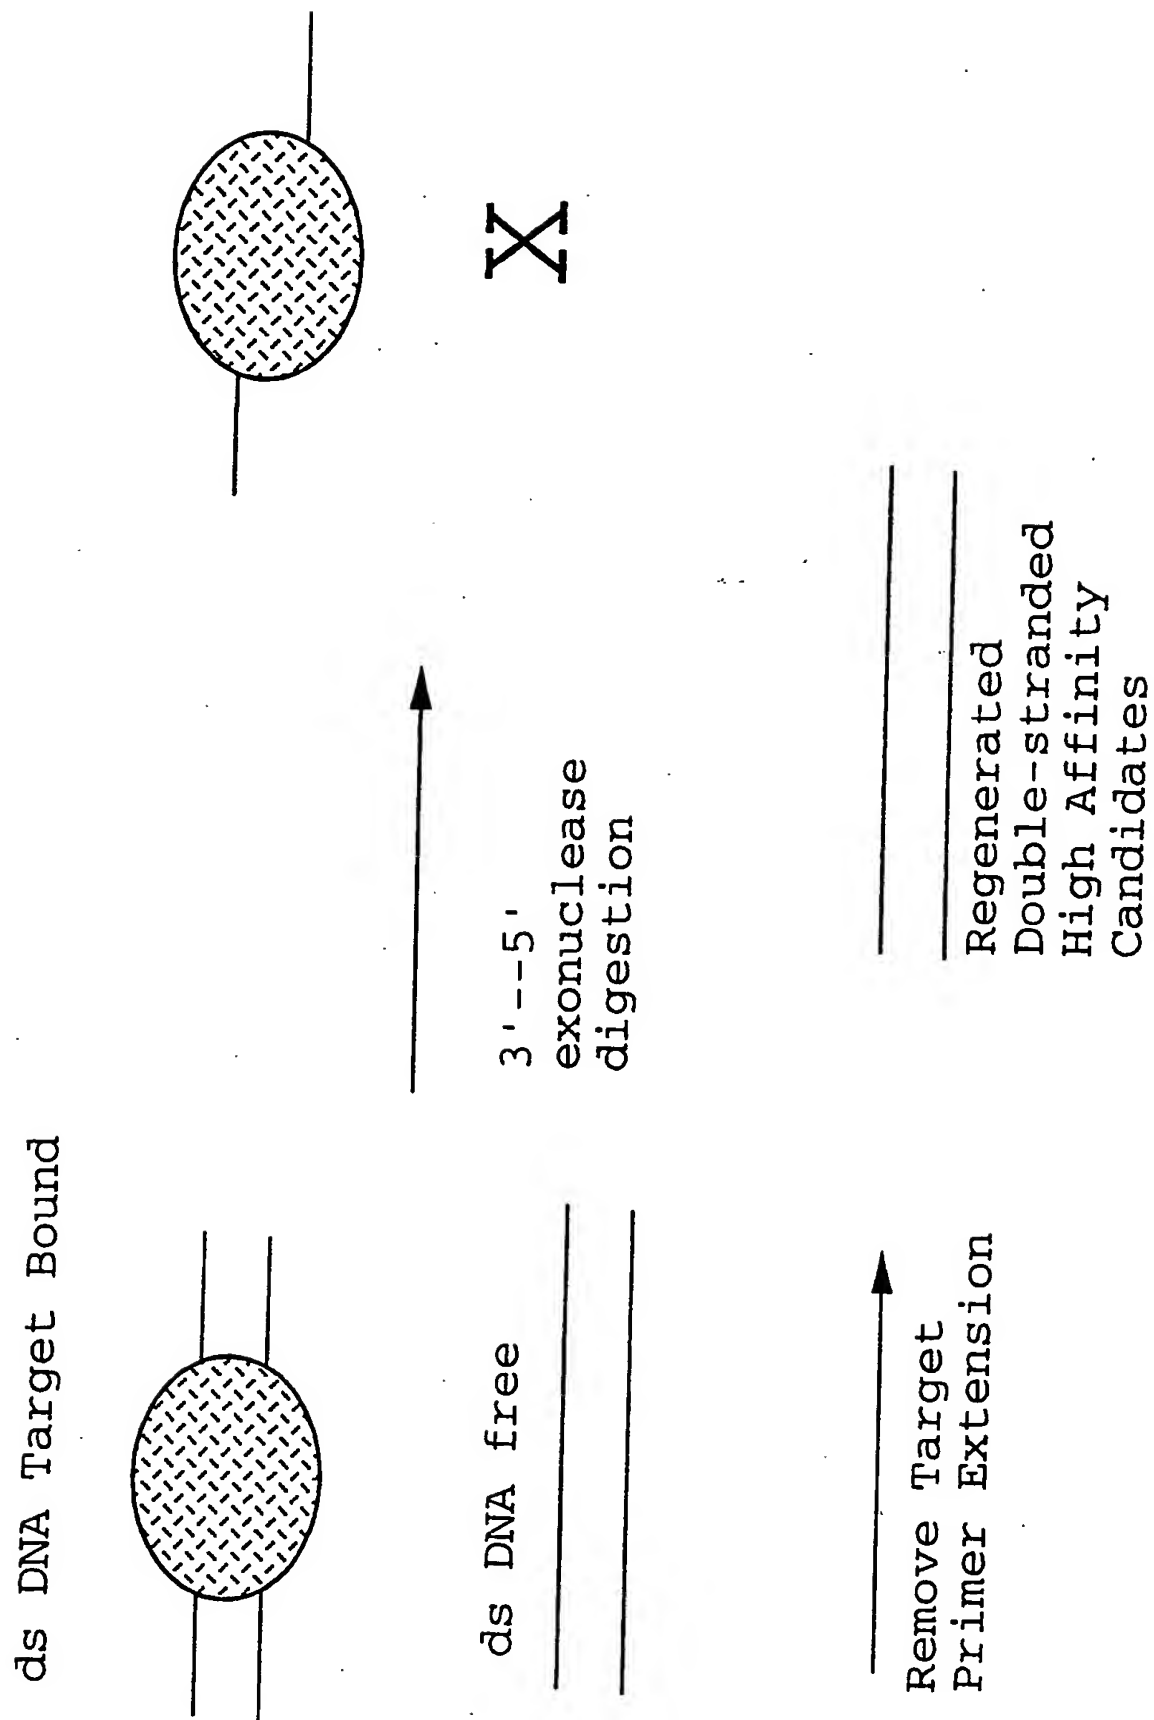 ds DNA Target Bound
ds DNA free
3'--5'
exonuclease
digestion
X
Remove Target
Primer Extension
Regenerated
Double-stranded
High Affinity
Candidates